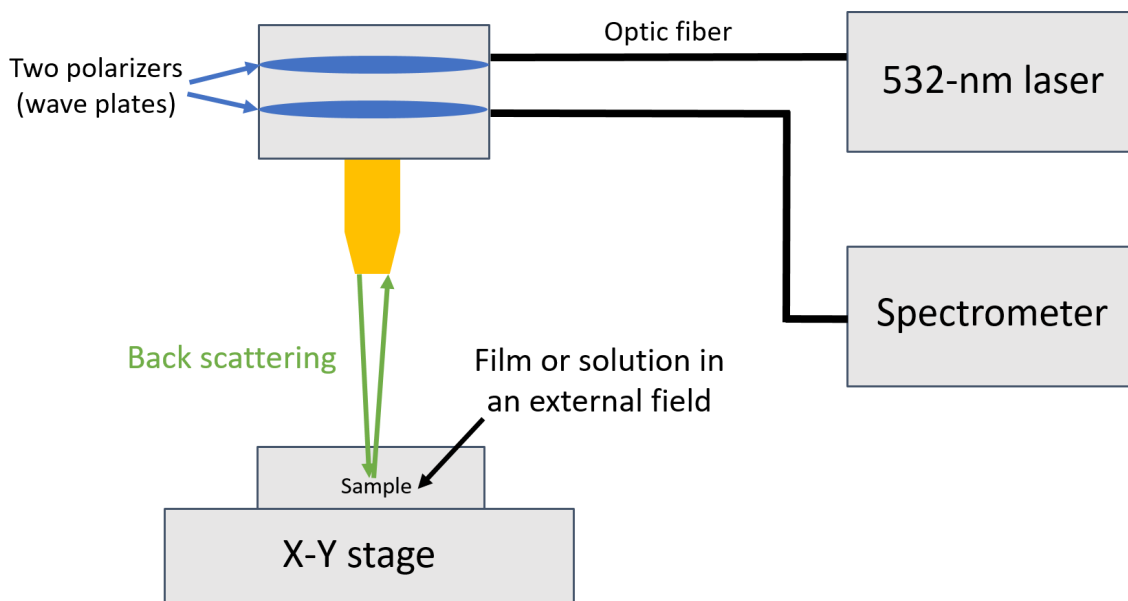 Optic fiber
Two polarizers
(wave plates)
532-nm laser
Spectrometer
Back scattering
Film or solution in
an external field
Sample
X-Y stage